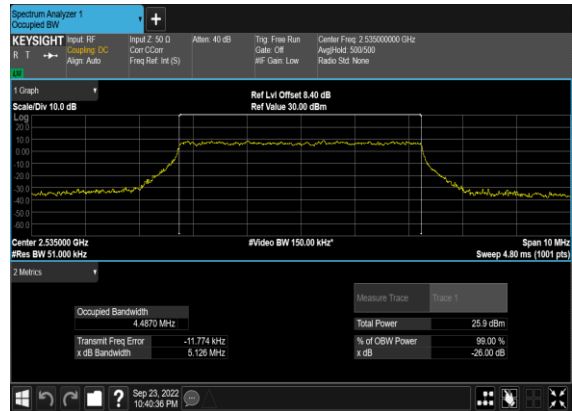 Spectrum Analyzer 1
Occupied BW
+
KEYSIGHT Input: RF Input Z: 50 Ω Atten: 40 dB Trig: Free Run Center Freq: 2.535000000 GHz
R T Coupling: DC Corr CCorr Gate: Off Avg|Hold: 500/500
Align: Auto Freq Ref: Int (S) #IF Gain: Low Radio Std: None
LW
1 Graph
Ref Lvl Offset 8.40 dB
Scale/Div 10.0 dB Ref Value 30.00 dBm
Log
20.0
10.0
0.00
-10.0
-20.0
-30.0
-40.0
-50.0
-60.0
Center 2.535000 GHz #Video BW 150.00 kHz* Span 10 MHz
#Res BW 51.000 kHz Sweep 4.80 ms (1001 pts)
2 Metrics
Measure Trace Trace 1
Occupied Bandwidth
4.4870 MHz Total Power 25.9 dBm
Transmit Freq Error -11.774 kHz % of OBW Power 99.00 %
x dB Bandwidth 5.126 MHz x dB -26.00 dB
? Sep 23, 2022
10:40:36 PM